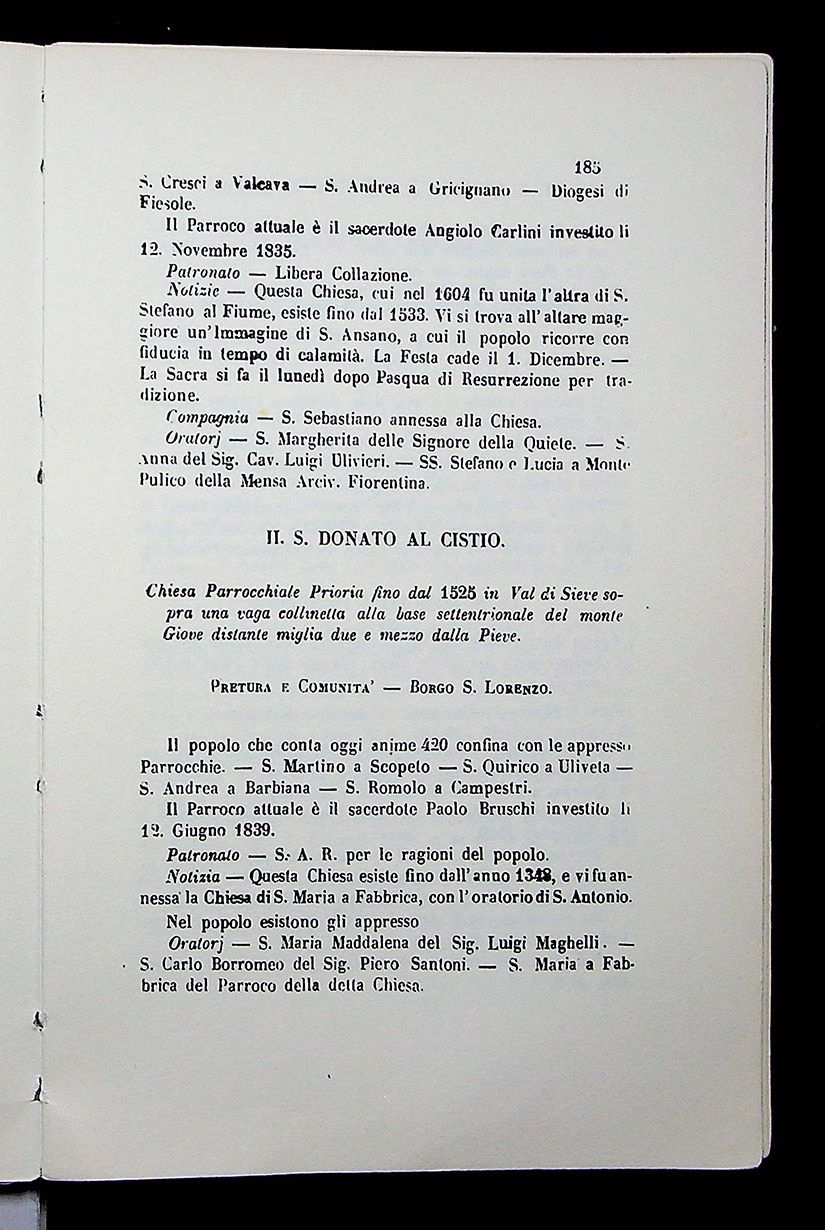 185
S. Cresci a Valcava — S. Andrea a Gricignano — Diogesi di
Fiesole.
Il Parroco attuale è il sacerdote Angiolo Carlini investito li
12. Novembre 1835.
Patronato — Libera Collazione.
Notizie — Questa Chiesa, cui nel 1604 fu unita l'altra di S.
Stefano al Fiume, esiste fino dal 1533. Vi si trova all'altare mag-
giore un'Immagine di S. Ansano, a cui il popolo ricorre con
fiducia in tempo di calamità. La Festa cade il 1. Dicembre. —
La Sacra si fa il lunedì dopo Pasqua di Resurrezione per tra-
dizione.
Compagnia — S. Sebastiano annessa alla Chiesa.
Oratorj — S. Margherita delle Signore della Quiete. — S.
Anna del Sig. Cav. Luigi Ulivieri. — SS. Stefano e Lucia a Monte
Pulico della Mensa Arciv. Fiorentina.
II. S. DONATO AL CISTIO.
Chiesa Parrocchiale Prioria fino dal 1525 in Val di Sieve so-
pra una vaga collinetta alla base settentrionale del monte
Giove distante miglia due e mezzo dalla Pieve.
PRETURA E COMUNITA' — BORGO S. LORENZO.
Il popolo che conta oggi anime 420 confina con le appresso
Parrocchie. — S. Martino a Scopeto — S. Quirico a Uliveta —
S. Andrea a Barbiana — S. Romolo a Campestri.
Il Parroco attuale è il sacerdote Paolo Bruschi investito li
12. Giugno 1839.
Patronato — S. A. R. per le ragioni del popolo.
Notizia — Questa Chiesa esiste fino dall'anno 1348, e vi fu an-
nessa la Chiesa di S. Maria a Fabbrica, con l'oratorio di S. Antonio.
Nel popolo esistono gli appresso
Oratorj — S. Maria Maddalena del Sig. Luigi Maghelli. —
S. Carlo Borromeo del Sig. Piero Santoni. — S. Maria a Fab-
brica del Parroco della detta Chiesa.